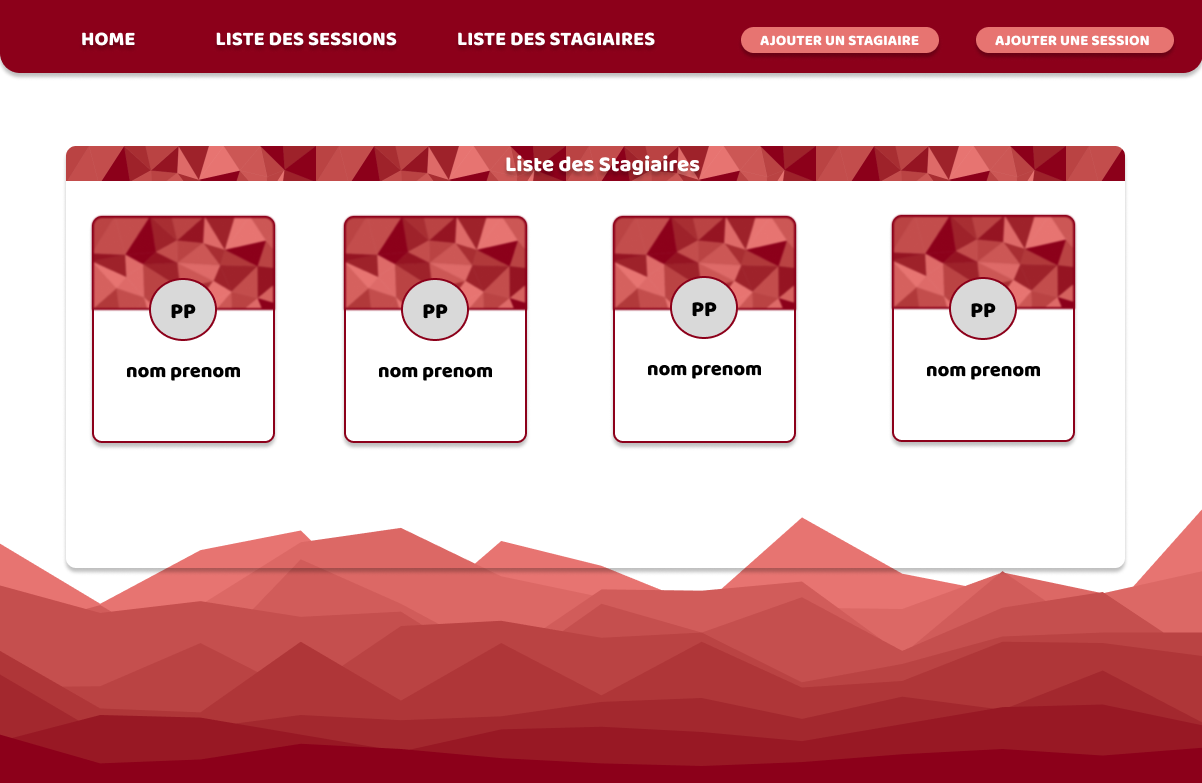 HOME LISTE DES SESSIONS LISTE DES STAGIAIRES AJOUTER UN STAGIAIRE AJOUTER UNE SESSION
Liste des Stagiaires
PP PP PP PP
nom prenom nom prenom nom prenom nom prenom